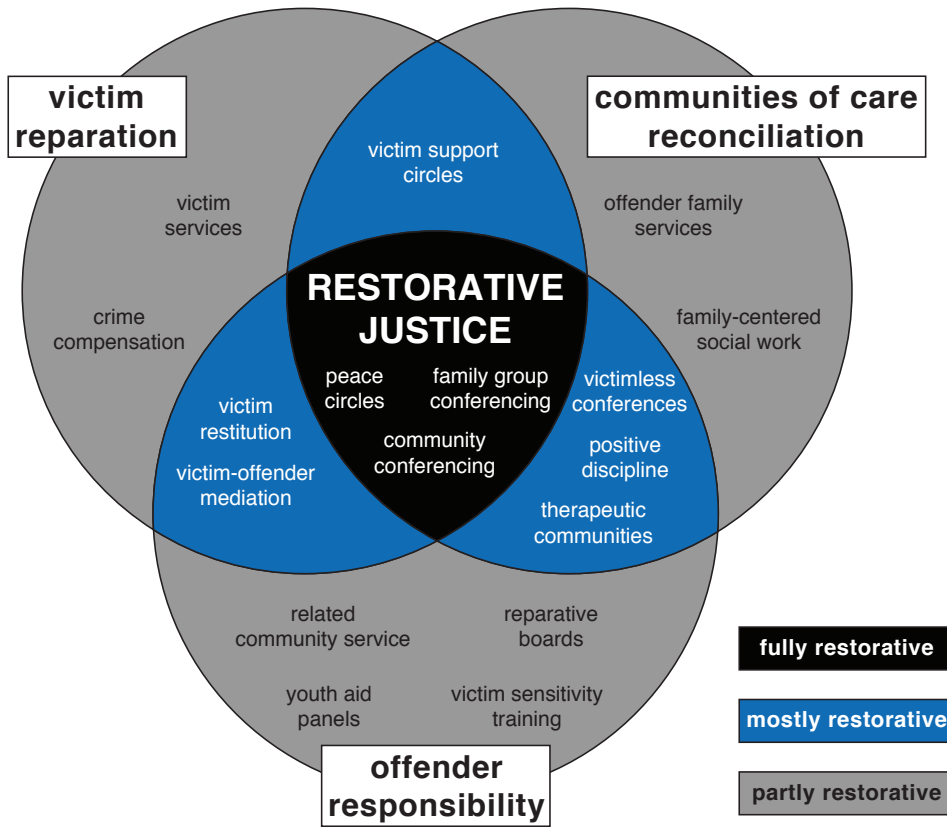 victim
reparation
communities of care
reconciliation
victim support
circles
victim
services
offender family
services
RESTORATIVE
JUSTICE
crime
compensation
family-centered
social work
peace
circles
family group
conferencing
victimless
conferences
victim
restitution
community
conferencing
positive
discipline
victim-offender
mediation
therapeutic
communities
related
community service
reparative
boards
youth aid
panels
victim sensitivity
training
offender
responsibility
fully restorative
mostly restorative
partly restorative